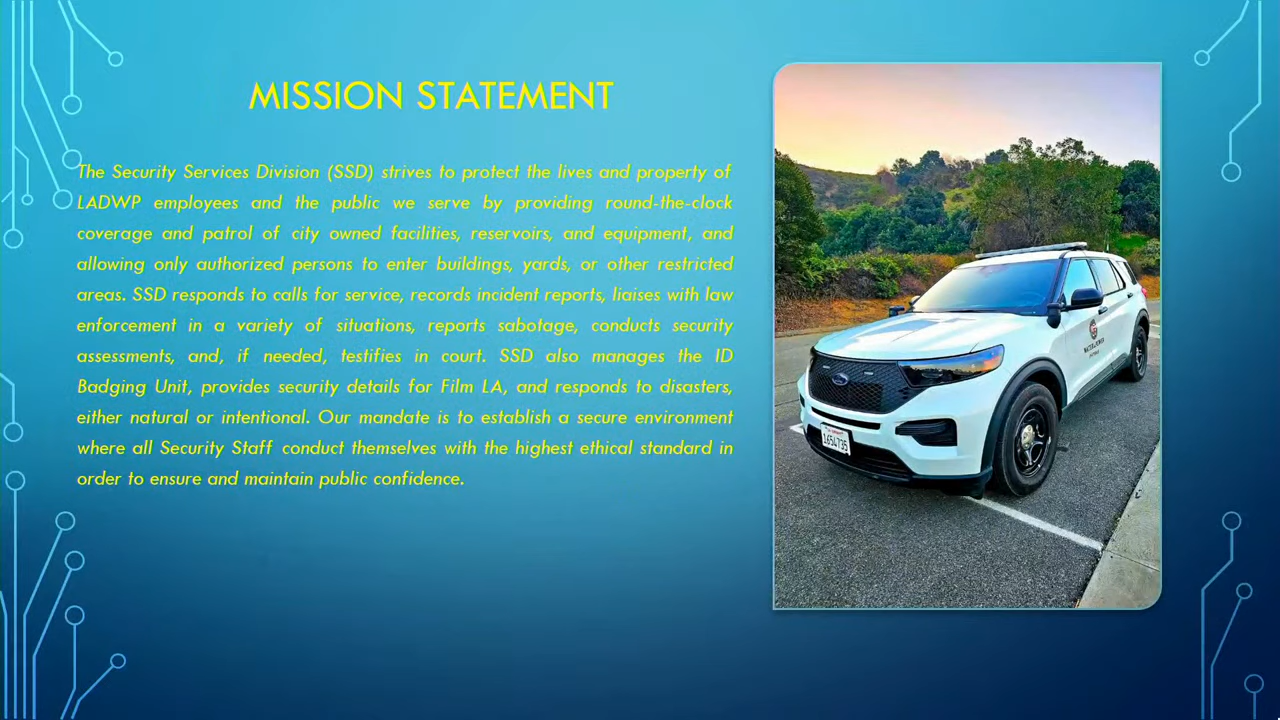 MISSION STATEMENT
The Security Services Division (SSD) strives to protect the lives and property of
LADWP employees and the public we serve by providing round-the-clock
coverage and patrol of city owned facilities, reservoirs, and equipment, and
allowing only authorized persons to enter buildings, yards, or other restricted
areas. SSD responds to calls for service, records incident reports, liaises with law
enforcement in a variety of situations, reports sabotage, conducts security
assessments, and, if needed, testifies in court. SSD also manages the ID
Badging Unit, provides security details for Film LA, and responds to disasters,
either natural or intentional. Our mandate is to establish a secure environment
where all Security Staff conduct themselves with the highest ethical standard in
order to ensure and maintain public confidence.
1654735